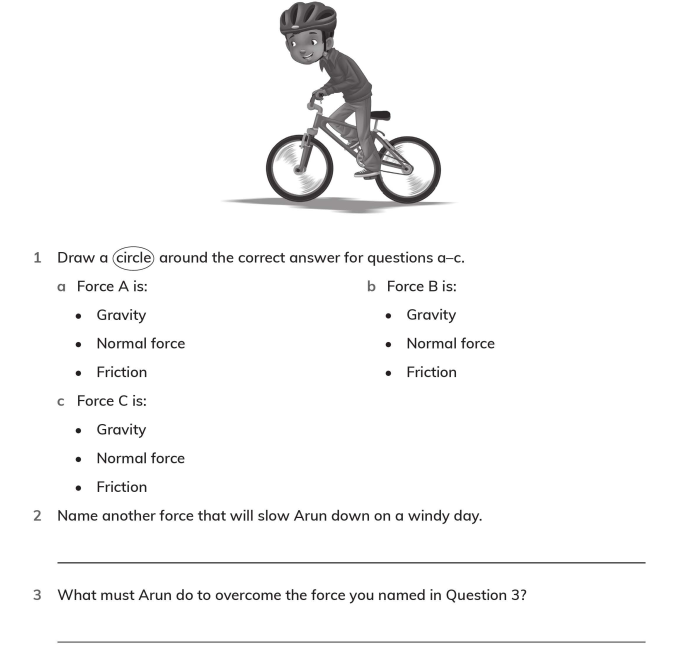 1 Draw a circle around the correct answer for questions a–c.
a Force A is:
• Gravity
• Normal force
• Friction
b Force B is:
• Gravity
• Normal force
• Friction
c Force C is:
• Gravity
• Normal force
• Friction
2 Name another force that will slow Arun down on a windy day.
3 What must Arun do to overcome the force you named in Question 3?